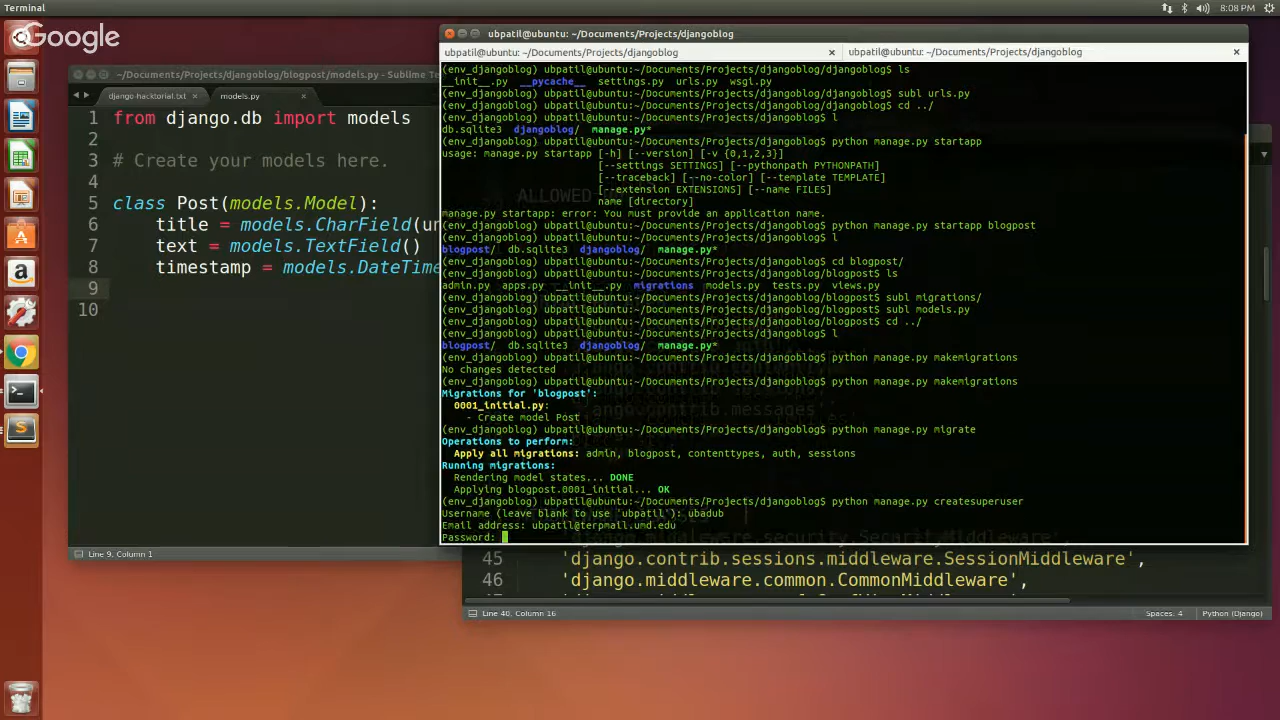 Terminal
8:08 PM
Google
~/Documents/Projects/djangoblog/blogpost/models.py - Sublime Te
django-hacktorial.txt
models.py
1 from django.db import models
2
3 # Create your models here.
4
5 class Post(models.Model):
6 title = models.CharField(
7 text = models.TextField()
8 timestamp = models.DateTime
9
10
Line 9, Column 1
ubpatil@ubuntu: ~/Documents/Projects/djangoblog
ubpatil@ubuntu: ~/Documents/Projects/djangoblog
ubpatil@ubuntu: ~/Documents/Projects/djangoblog
(env_djangoblog) ubpatil@ubuntu:~/Documents/Projects/djangoblog/djangoblog$ ls
__init__.py __pycache__ settings.py urls.py wsgi.py
(env_djangoblog) ubpatil@ubuntu:~/Documents/Projects/djangoblog/djangoblog$ subl urls.py
(env_djangoblog) ubpatil@ubuntu:~/Documents/Projects/djangoblog/djangoblog$ cd ../
(env_djangoblog) ubpatil@ubuntu:~/Documents/Projects/djangoblog$ l
db.sqlite3 djangoblog/ manage.py*
(env_djangoblog) ubpatil@ubuntu:~/Documents/Projects/djangoblog$ python manage.py startapp
usage: manage.py startapp [-h] [--version] [-v {0,1,2,3}]
[--settings SETTINGS] [--pythonpath PYTHONPATH]
[--traceback] [--no-color] [--template TEMPLATE]
[--extension EXTENSIONS] [--name FILES]
name [directory]
manage.py startapp: error: You must provide an application name.
(env_djangoblog) ubpatil@ubuntu:~/Documents/Projects/djangoblog$ python manage.py startapp blogpost
(env_djangoblog) ubpatil@ubuntu:~/Documents/Projects/djangoblog$ l
blogpost/ db.sqlite3 djangoblog/ manage.py*
(env_djangoblog) ubpatil@ubuntu:~/Documents/Projects/djangoblog$ cd blogpost/
(env_djangoblog) ubpatil@ubuntu:~/Documents/Projects/djangoblog/blogpost$ ls
admin.py apps.py __init__.py migrations models.py tests.py views.py
(env_djangoblog) ubpatil@ubuntu:~/Documents/Projects/djangoblog/blogpost$ subl migrations/
(env_djangoblog) ubpatil@ubuntu:~/Documents/Projects/djangoblog/blogpost$ subl models.py
(env_djangoblog) ubpatil@ubuntu:~/Documents/Projects/djangoblog/blogpost$ cd ../
(env_djangoblog) ubpatil@ubuntu:~/Documents/Projects/djangoblog$ l
blogpost/ db.sqlite3 djangoblog/ manage.py*
(env_djangoblog) ubpatil@ubuntu:~/Documents/Projects/djangoblog$ python manage.py makemigrations
No changes detected
(env_djangoblog) ubpatil@ubuntu:~/Documents/Projects/djangoblog$ python manage.py makemigrations
Migrations for 'blogpost':
0001_initial.py:
- Create model Post
(env_djangoblog) ubpatil@ubuntu:~/Documents/Projects/djangoblog$ python manage.py migrate
Operations to perform:
Apply all migrations: admin, blogpost, contenttypes, auth, sessions
Running migrations:
Rendering model states... DONE
Applying blogpost.0001_initial... OK
(env_djangoblog) ubpatil@ubuntu:~/Documents/Projects/djangoblog$ python manage.py createsuperuser
Username (leave blank to use 'ubpatil'): ubadub
Email address: ubpatil@terpmail.umd.edu
Password:
45 'django.contrib.sessions.middleware.SessionMiddleware',
46 'django.middleware.common.CommonMiddleware',
Line 40, Column 16
Spaces: 4
Python (Django)